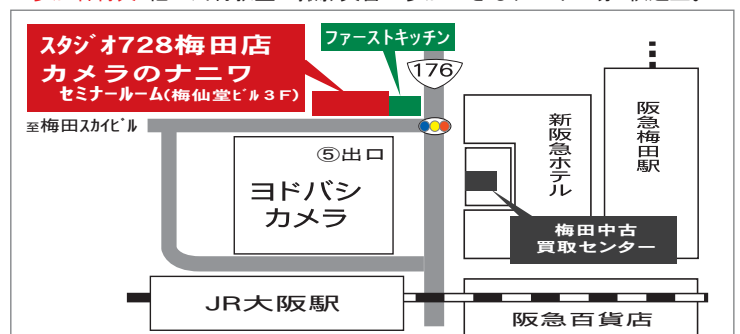 スタジオ728梅田店
カメラのナニワ
セミナールーム(梅仙堂ビル3F)
ファーストキッチン
176
至梅田スカイビル
⑤出口
ヨドバシ
カメラ
新阪急ホテル
阪急梅田駅
梅田中古
買取センター
JR大阪駅
阪急百貨店